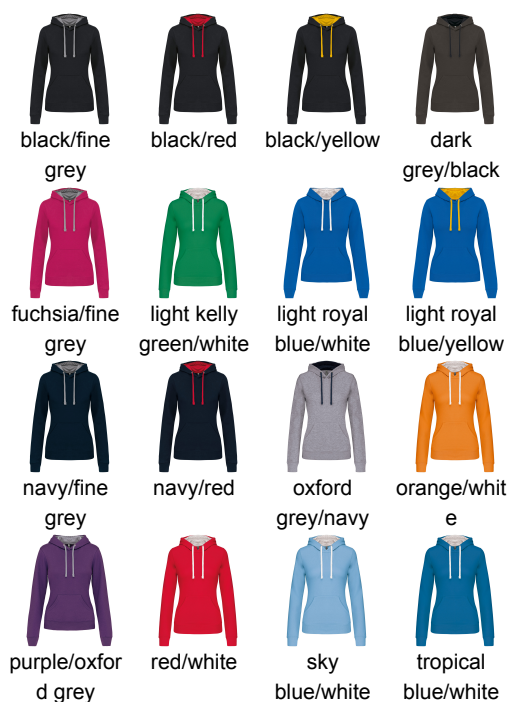 black/fine
grey
black/red
black/yellow
dark
grey/black
fuchsia/fine
grey
light kelly
green/white
light royal
blue/white
light royal
blue/yellow
navy/fine
grey
navy/red
oxford
grey/navy
orange/whit
e
purple/oxfor
d grey
red/white
sky
blue/white
tropical
blue/white